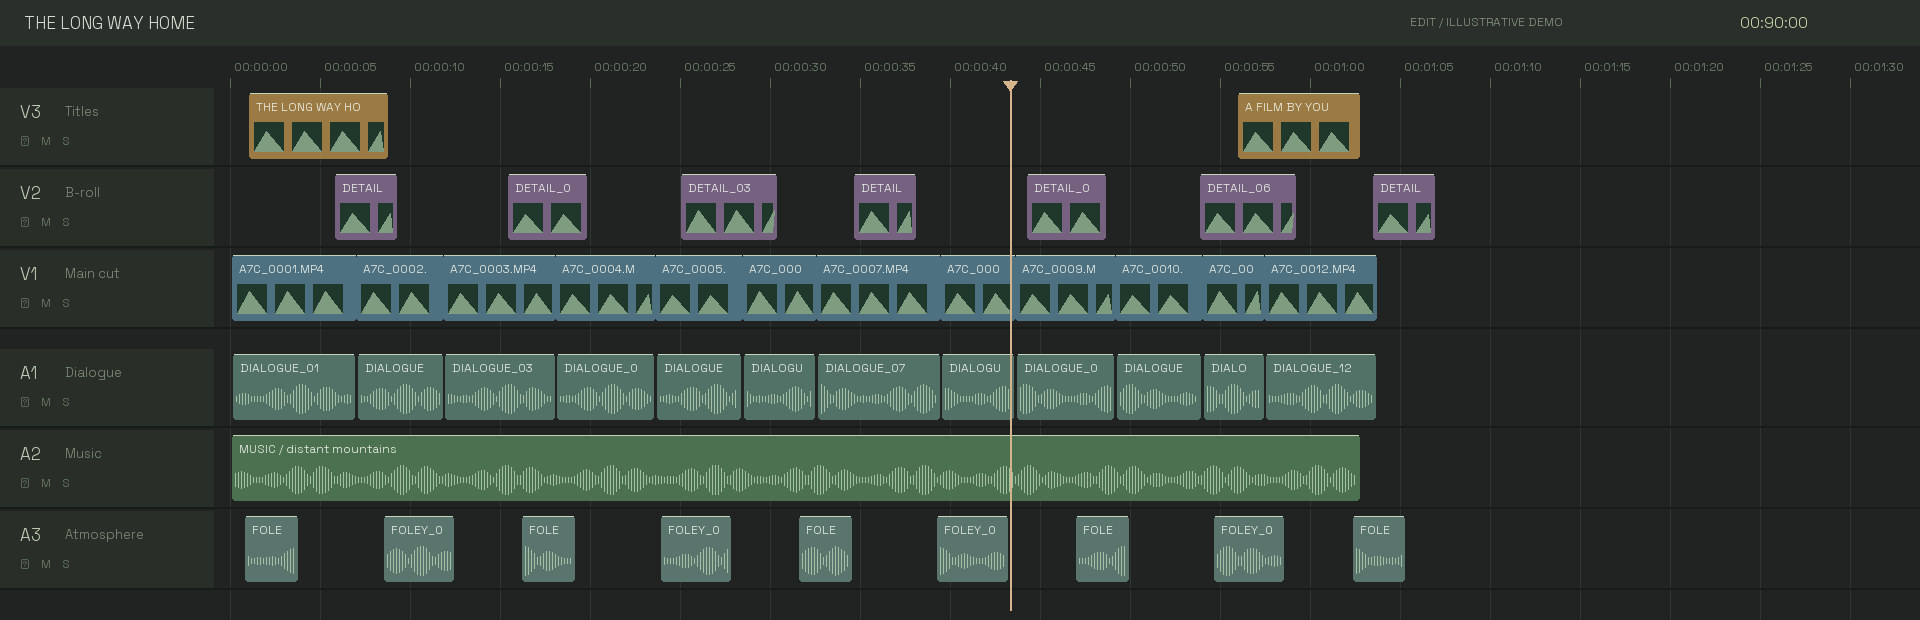 THE LONG WAY HOME
EDIT / ILLUSTRATIVE DEMO
00:90:00
00:00:00 00:00:05 00:00:10 00:00:15 00:00:20 00:00:25 00:00:30 00:00:35 00:00:40 00:00:45 00:00:50 00:00:55 00:01:00 00:01:05 00:01:10 00:01:15 00:01:20 00:01:25 00:01:30
V3 Titles
M S
THE LONG WAY HO
A FILM BY YOU
V2 B-roll
M S
DETAIL DETAIL_0 DETAIL_03 DETAIL DETAIL_0 DETAIL_06 DETAIL
V1 Main cut
M S
A7C_0001.MP4 A7C_0002. A7C_0003.MP4 A7C_0004.M A7C_0005. A7C_000 A7C_0007.MP4 A7C_000 A7C_0009.M A7C_0010. A7C_00 A7C_0012.MP4
A1 Dialogue
M S
DIALOGUE_01 DIALOGUE DIALOGUE_03 DIALOGUE_0 DIALOGUE DIALOGU DIALOGUE_07 DIALOGU DIALOGUE_0 DIALOGUE DIALO DIALOGUE_12
A2 Music
M S
MUSIC / distant mountains
A3 Atmosphere
M S
FOLE FOLEY_0 FOLE FOLEY_0 FOLE FOLEY_0 FOLE FOLEY_0 FOLE